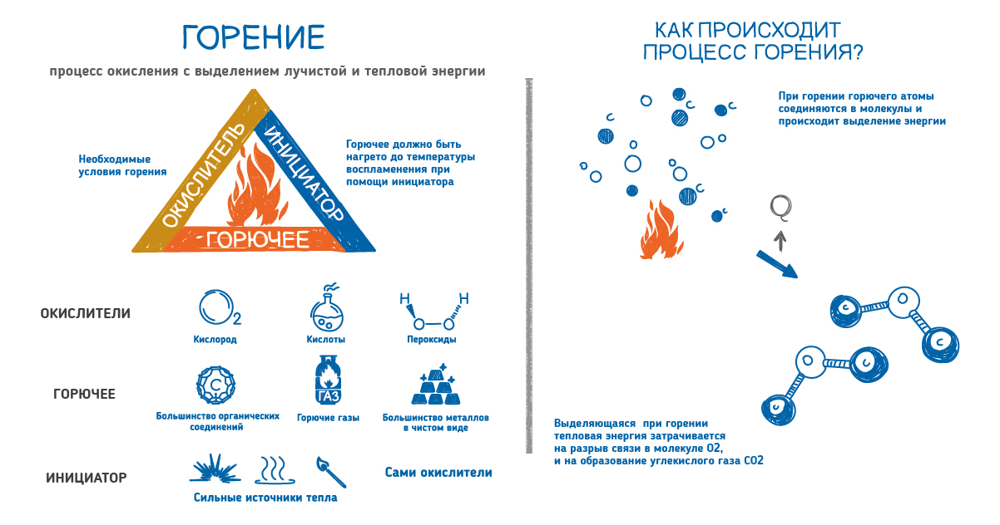 ГОРЕНИЕ
процесс окисления с выделением лучистой и тепловой энергии
Необходимые
условия горения
ОКИСЛИТЕЛЬ
ИНИЦИАТОР
ГОРЮЧЕЕ
Горючее должно быть
нагрето до температуры
воспламенения при
помощи инициатора
ОКИСЛИТЕЛИ
O2
Кислород
Кислоты
H H
O O
Пероксиды
ГОРЮЧЕЕ
C
Большинство органических
соединений
ГАЗ
Горючие газы
Большинство металлов
в чистом виде
ИНИЦИАТОР
Сильные источники тепла
Сами окислители
КАК ПРОИСХОДИТ
ПРОЦЕСС ГОРЕНИЯ?
При горении горючего атомы
соединяются в молекулы и
происходит выделение энергии
C
C
C
C
C
Q
C
O
C
O
C
C
Выделяющаяся при горении
тепловая энергия затрачивается
на разрыв связи в молекуле O2,
и на образование углекислого газа CO2